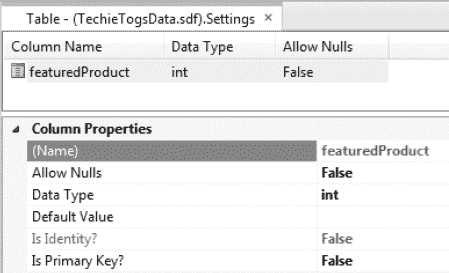 Table - (TechieTogsData.sdf).Settings ×
Column Name Data Type Allow Nulls
featuredProduct int False
Column Properties
(Name) featuredProduct
Allow Nulls False
Data Type int
Default Value
Is Identity? False
Is Primary Key? False